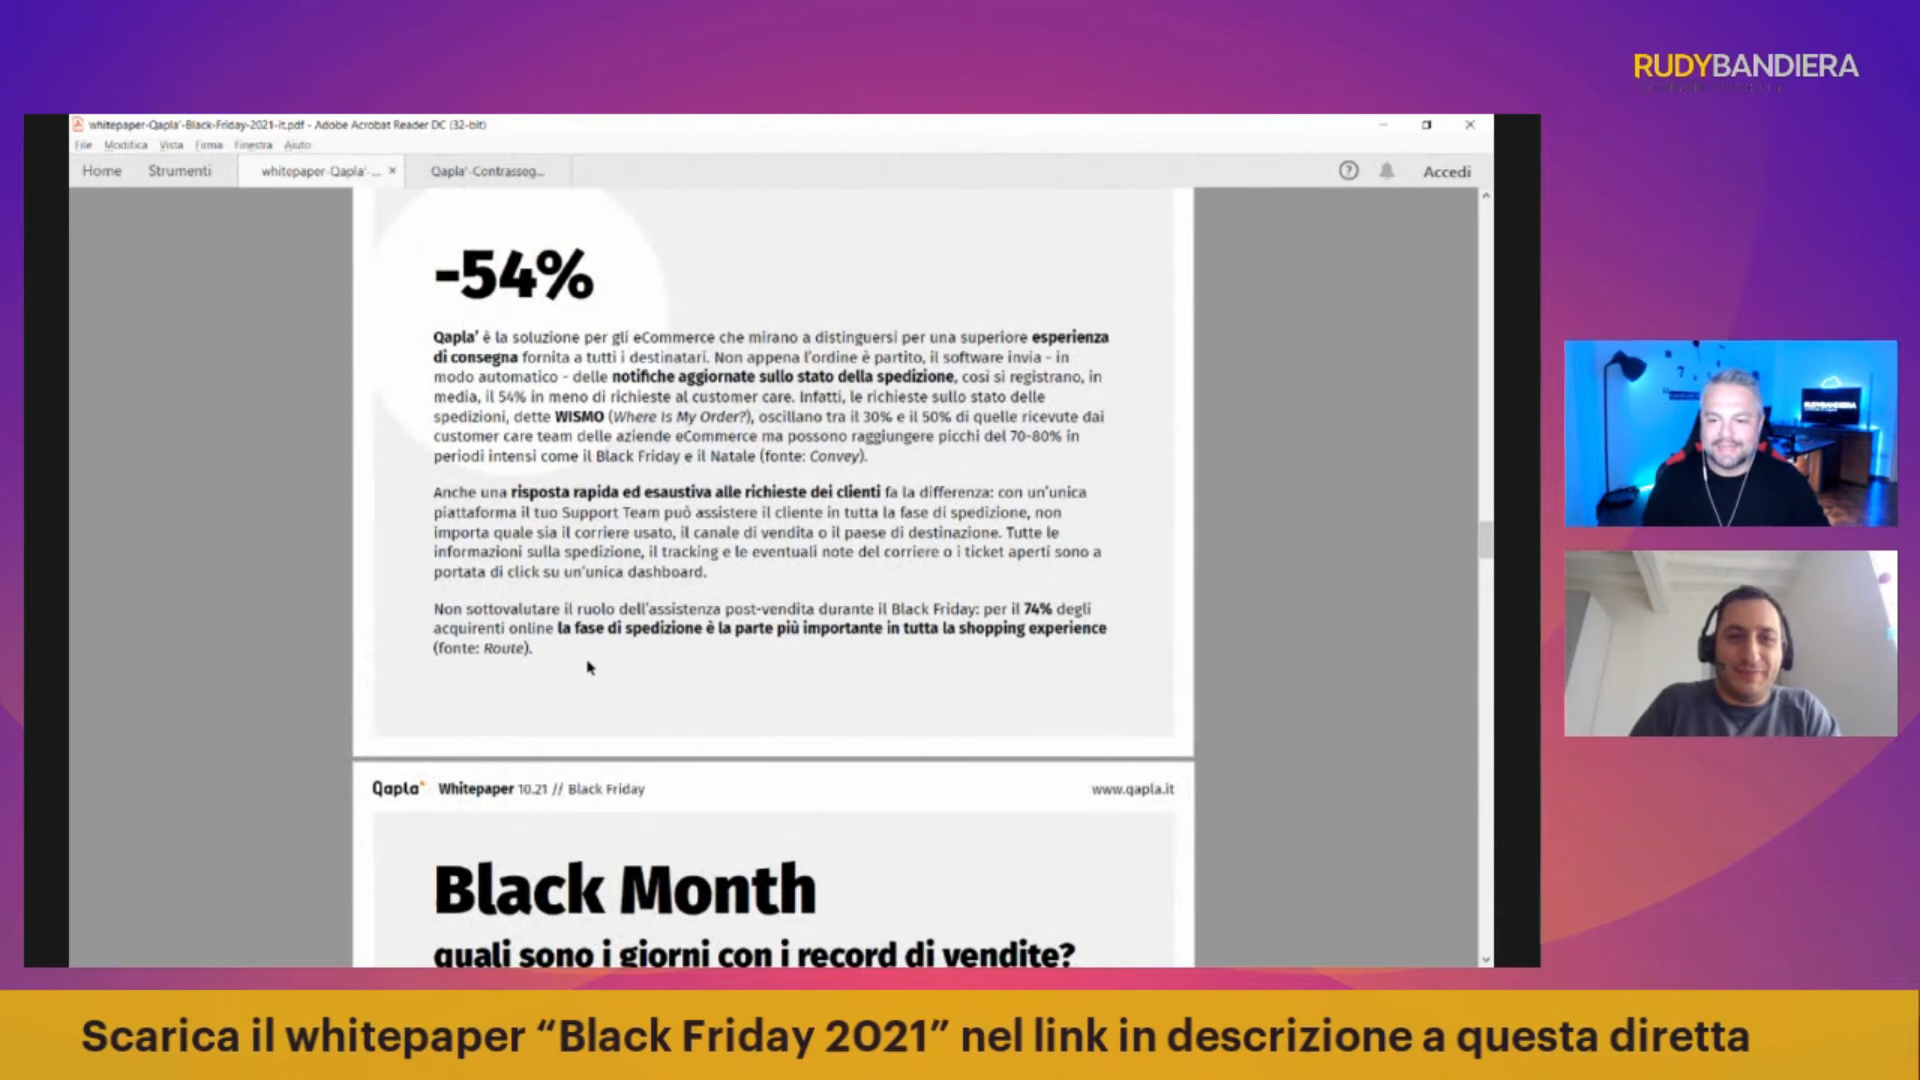 RUDYBANDIERA
whitepaper-Qapla'-Black-Friday-2021-it.pdf - Adobe Acrobat Reader DC (32-bit)
File Modifica Vista Firma Finestra Aiuto
Home Strumenti whitepaper-Qapla'-... × Qapla'-Contrasseg... Accedi
-54%
Qapla' è la soluzione per gli eCommerce che mirano a distinguersi per una superiore esperienza
di consegna fornita a tutti i destinatari. Non appena l'ordine è partito, il software invia - in
modo automatico - delle notifiche aggiornate sullo stato della spedizione, così si registrano, in
media, il 54% in meno di richieste al customer care. Infatti, le richieste sullo stato delle
spedizioni, dette WISMO (Where Is My Order?), oscillano tra il 30% e il 50% di quelle ricevute dai
customer care team delle aziende eCommerce ma possono raggiungere picchi del 70-80% in
periodi intensi come il Black Friday e il Natale (fonte: Convey).
Anche una risposta rapida ed esaustiva alle richieste dei clienti fa la differenza: con un'unica
piattaforma il tuo Support Team può assistere il cliente in tutta la fase di spedizione, non
importa quale sia il corriere usato, il canale di vendita o il paese di destinazione. Tutte le
informazioni sulla spedizione, il tracking e le eventuali note del corriere o i ticket aperti sono a
portata di click su un'unica dashboard.
Non sottovalutare il ruolo dell'assistenza post-vendita durante il Black Friday: per il 74% degli
acquirenti online la fase di spedizione è la parte più importante in tutta la shopping experience
(fonte: Route).
Qapla' Whitepaper 10.21 // Black Friday www.qapla.it
Black Month
quali sono i giorni con i record di vendite?
RUDYBANDIERA
Scarica il whitepaper “Black Friday 2021” nel link in descrizione a questa diretta